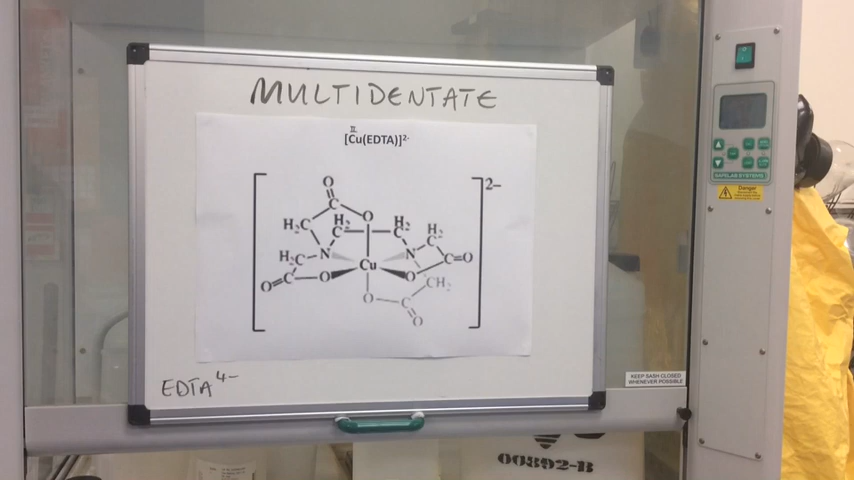 MULTIDENTATE
II
[Cu(EDTA)]2-
2–
O
C
O
H2C
H2
C
H2
C
H2
C
H2C
N
N
C
O
Cu
O
C
O
O
O
C
CH2
O
EDTA4–
SAFELAB SYSTEMS
Danger
KEEP SASH CLOSED
WHENEVER POSSIBLE
00892-B